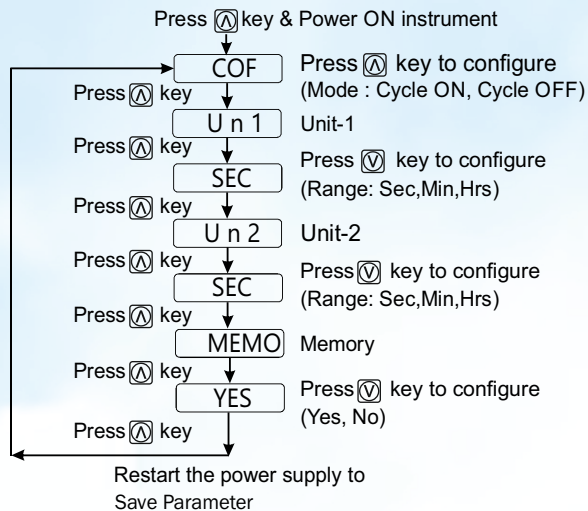 Press Ⓐ key & Power ON instrument
COF
Press Ⓐ key to configure
(Mode : Cycle ON, Cycle OFF)
Press Ⓐ key
U n 1
Unit-1
Press Ⓐ key
SEC
Press Ⓥ key to configure
(Range: Sec,Min,Hrs)
Press Ⓐ key
U n 2
Unit-2
Press Ⓐ key
SEC
Press Ⓥ key to configure
(Range: Sec,Min,Hrs)
Press Ⓐ key
MEMO
Memory
Press Ⓐ key
YES
Press Ⓥ key to configure
(Yes, No)
Press Ⓐ key
Restart the power supply to
Save Parameter